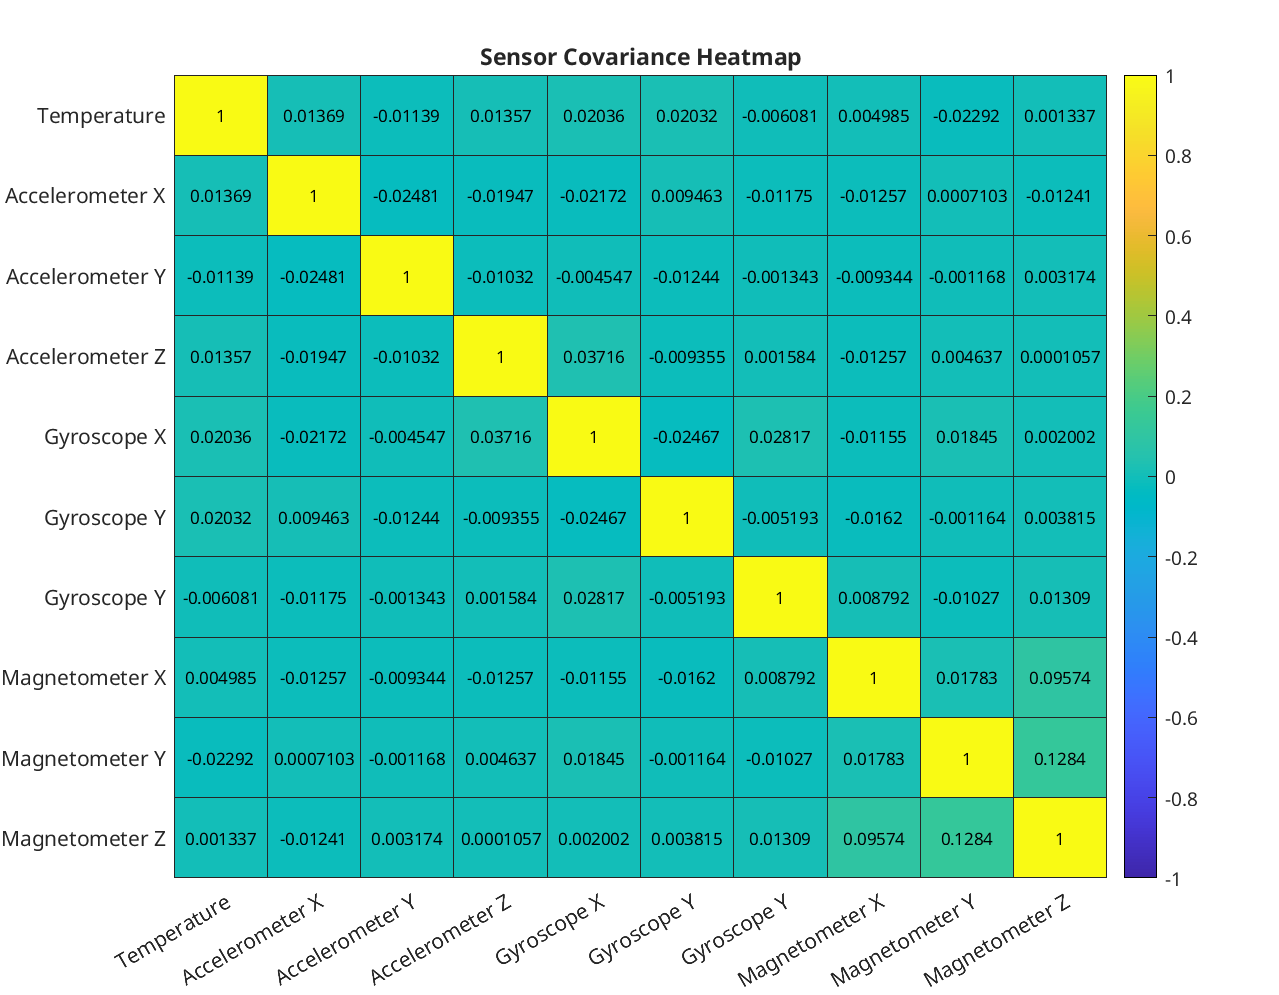 Sensor Covariance Heatmap
Temperature 1 0.01369 -0.01139 0.01357 0.02036 0.02032 -0.006081 0.004985 -0.02292 0.001337
Accelerometer X 0.01369 1 -0.02481 -0.01947 -0.02172 0.009463 -0.01175 -0.01257 0.0007103 -0.01241
Accelerometer Y -0.01139 -0.02481 1 -0.01032 -0.004547 -0.01244 -0.001343 -0.009344 -0.001168 0.003174
Accelerometer Z 0.01357 -0.01947 -0.01032 1 0.03716 -0.009355 0.001584 -0.01257 0.004637 0.0001057
Gyroscope X 0.02036 -0.02172 -0.004547 0.03716 1 -0.02467 0.02817 -0.01155 0.01845 0.002002
Gyroscope Y 0.02032 0.009463 -0.01244 -0.009355 -0.02467 1 -0.005193 -0.0162 -0.001164 0.003815
Gyroscope Y -0.006081 -0.01175 -0.001343 0.001584 0.02817 -0.005193 1 0.008792 -0.01027 0.01309
Magnetometer X 0.004985 -0.01257 -0.009344 -0.01257 -0.01155 -0.0162 0.008792 1 0.01783 0.09574
Magnetometer Y -0.02292 0.0007103 -0.001168 0.004637 0.01845 -0.001164 -0.01027 0.01783 1 0.1284
Magnetometer Z 0.001337 -0.01241 0.003174 0.0001057 0.002002 0.003815 0.01309 0.09574 0.1284 1
Temperature
Accelerometer X
Accelerometer Y
Accelerometer Z
Gyroscope X
Gyroscope Y
Gyroscope Y
Magnetometer X
Magnetometer Y
Magnetometer Z
1
0.8
0.6
0.4
0.2
0
-0.2
-0.4
-0.6
-0.8
-1